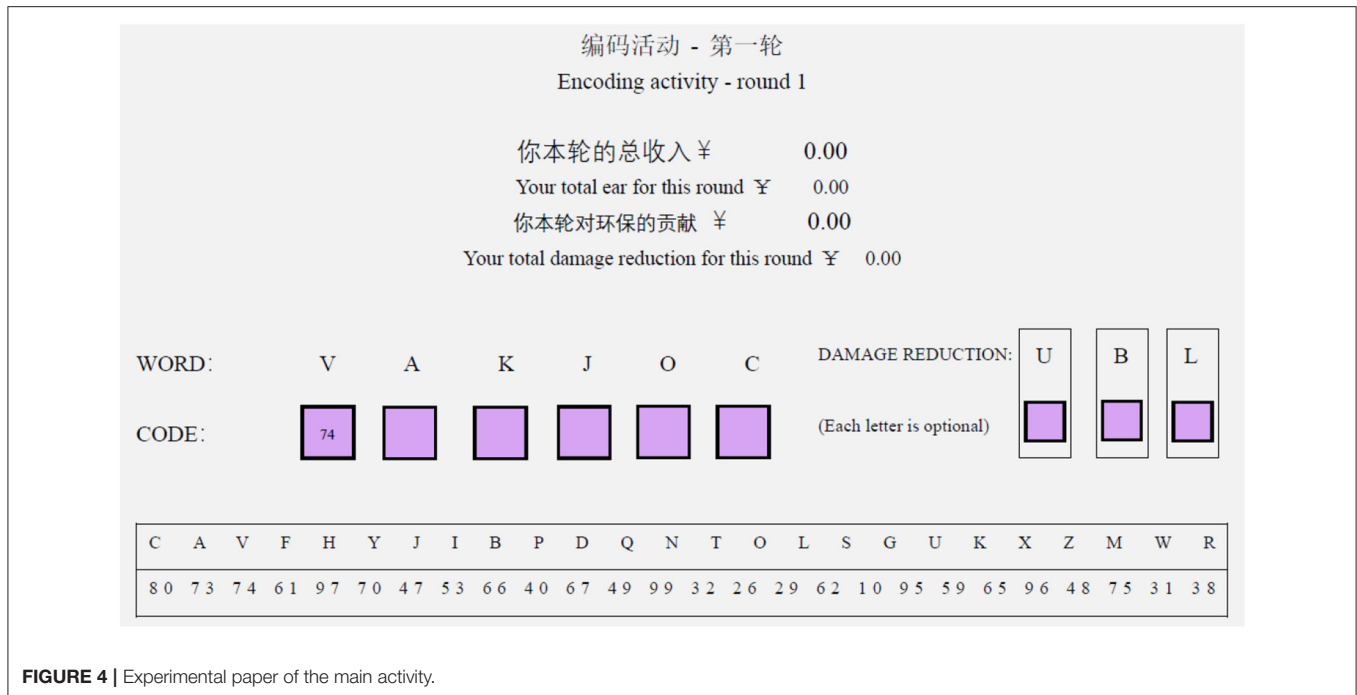 编码活动 - 第一轮
Encoding activity - round 1
你本轮的总收入 ¥ 0.00
Your total ear for this round ¥ 0.00
你本轮对环保的贡献 ¥ 0.00
Your total damage reduction for this round ¥ 0.00
WORD: V A K J O C DAMAGE REDUCTION: U B L
CODE: 74 (Each letter is optional)
C A V F H Y J I B P D Q N T O L S G U K X Z M W R
80 73 74 61 97 70 47 53 66 40 67 49 99 32 26 29 62 10 95 59 65 96 48 75 31 38
FIGURE 4 | Experimental paper of the main activity.